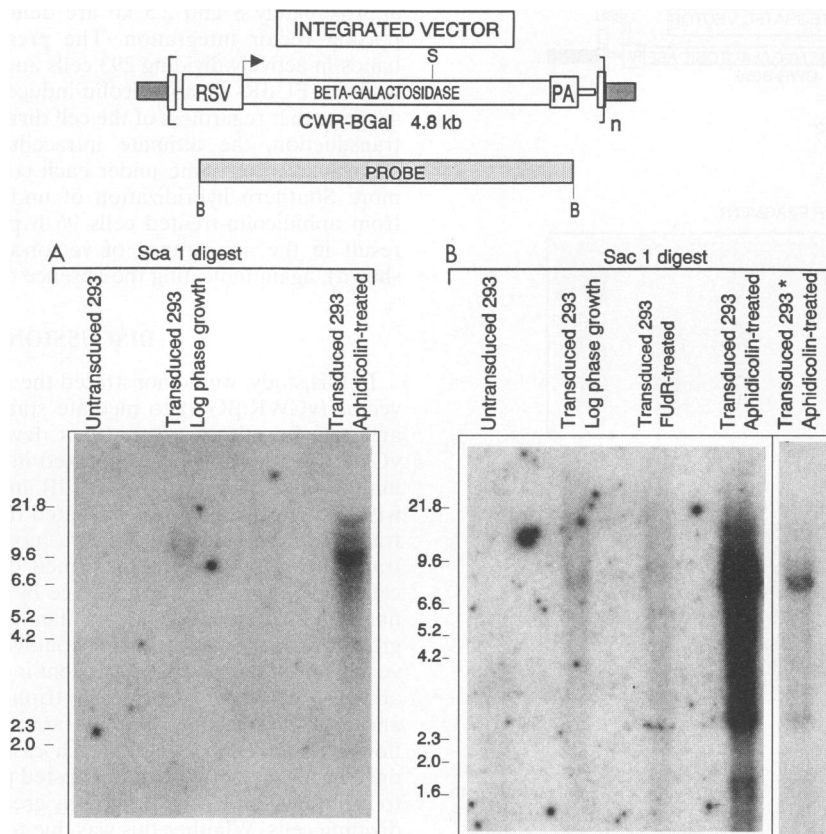 INTEGRATED VECTOR
S
RSV
BETA-GALACTOSIDASE
PA
CWR-BGal 4.8 kb
n
PROBE
B
B
A
Sca 1 digest
Untransduced 293
Transduced 293
Log phase growth
Transduced 293
Aphidicolin-treated
21.8
9.6
6.6
5.2
4.2
2.3
2.0
B
Sac 1 digest
Untransduced 293
Transduced 293
Log phase growth
Transduced 293
FUdR-treated
Transduced 293
Aphidicolin-treated
Transduced 293 *
Aphidicolin-treated
21.8
9.6
6.6
5.2
4.2
2.3
2.0
1.6